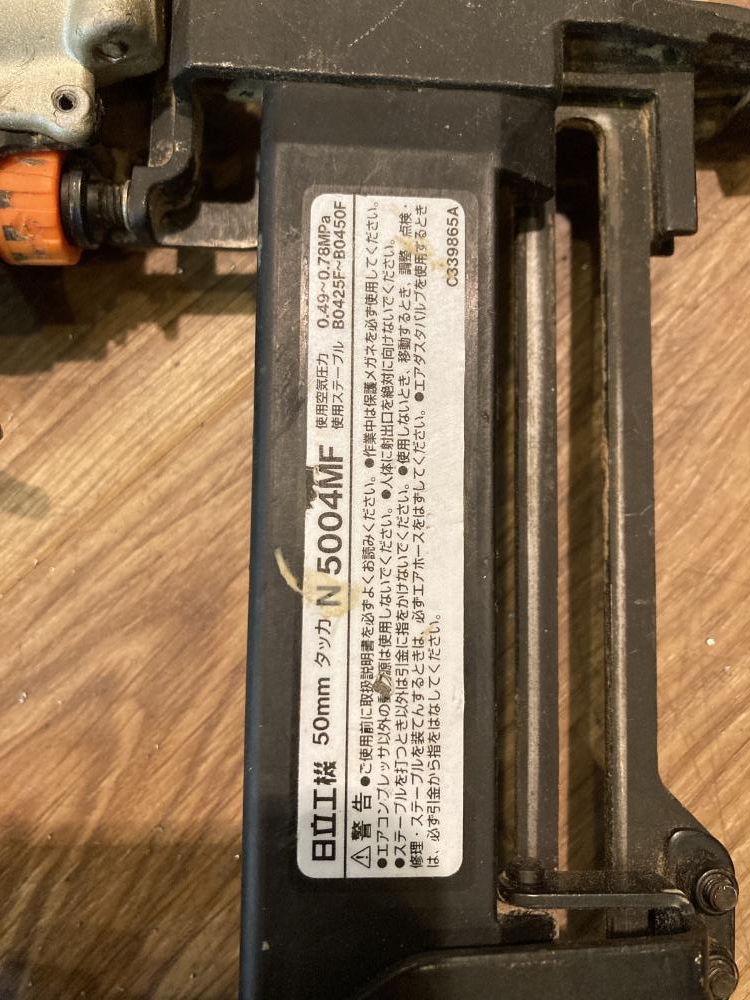 日立工機 50mm タッカ N 5004MF
使用空気圧力 0.49~0.78MPa
使用ステープル B0425F~B0450F
⚠警告 ●ご使用前に取扱説明書を必ずよくお読みください。●作業中は保護メガネを必ず使用してください。
●エアコンプレッサ以外の動力源は使用しないでください。●人体に射出口を絶対に向けないでください。
●ステープルを打つとき以外は引金に指をかけないでください。●使用しないとき、移動するとき、調整・点検・
修理・ステープルを装てんするときは、必ずエアホースをはずしてください。●エアダスタバルブを使用するとき
は、必ず引金から指をはなしてください。
C339865A